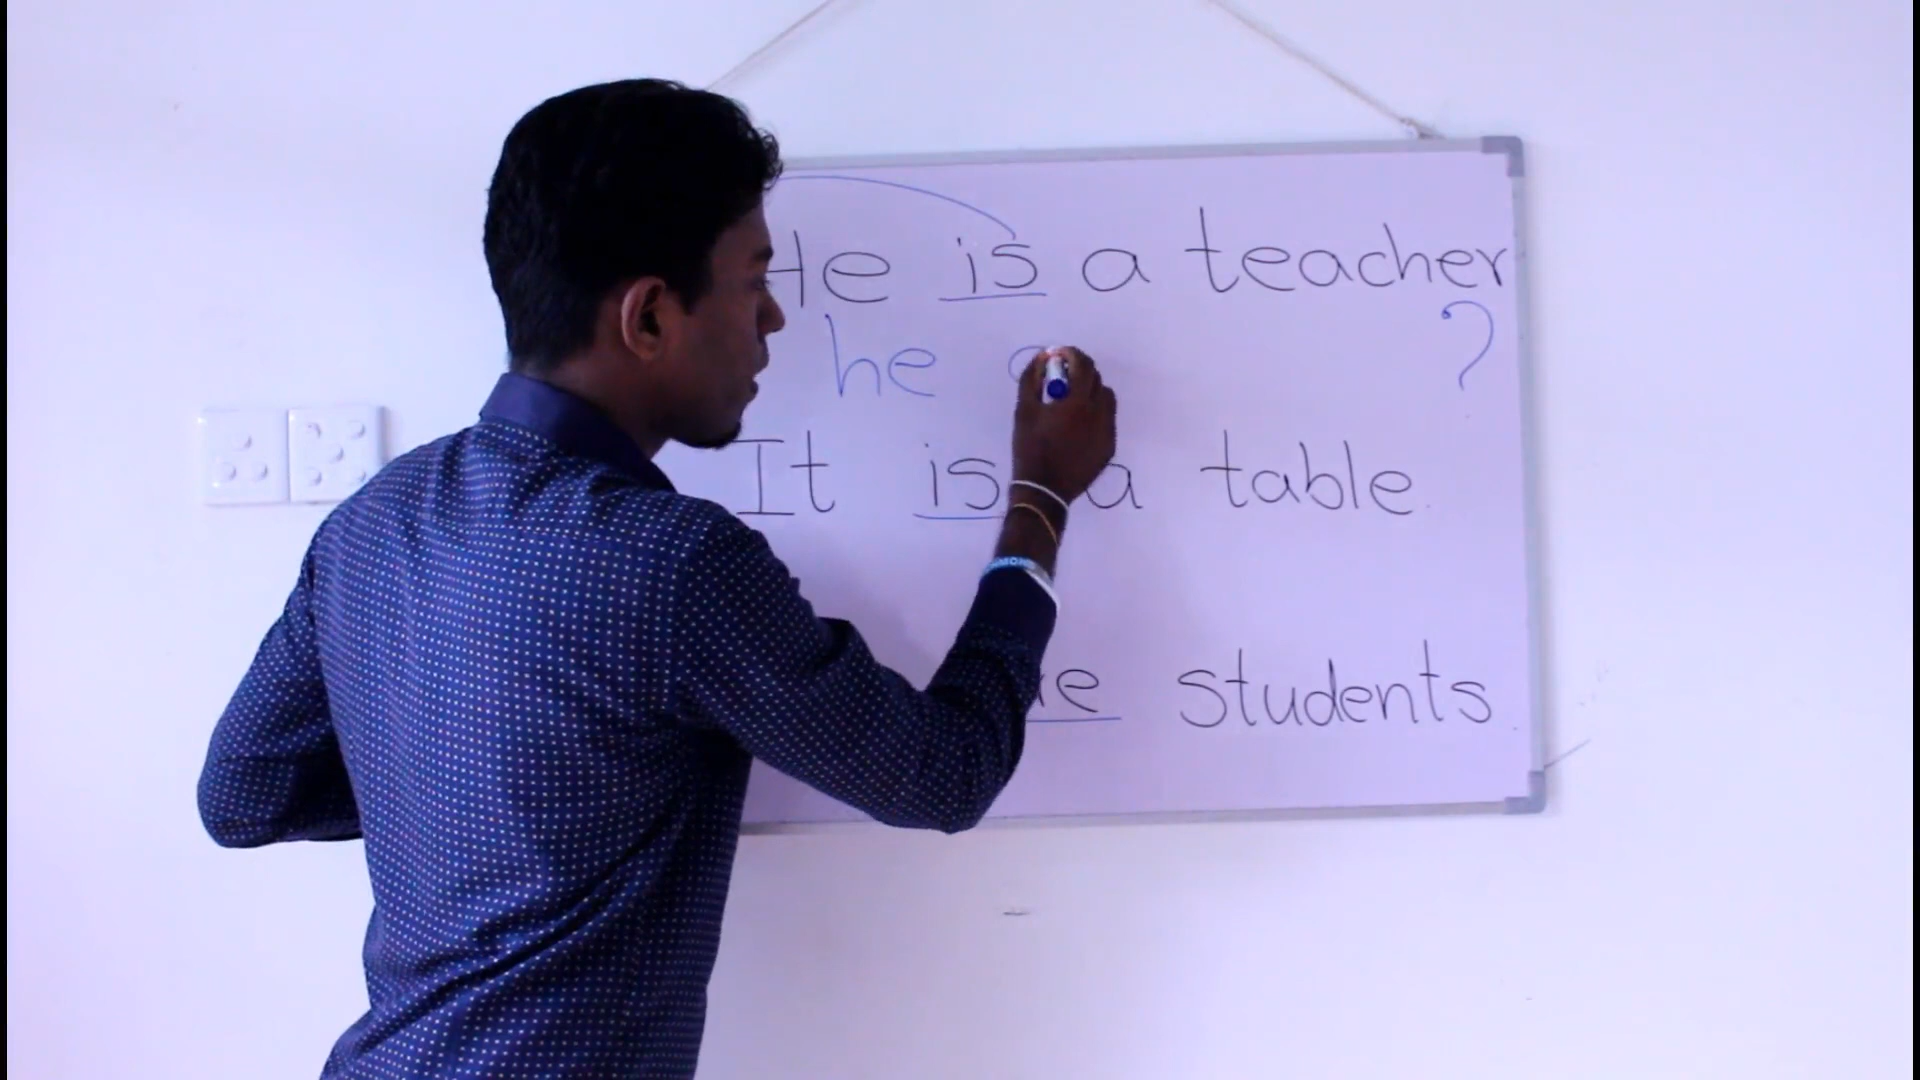 He is a teacher
he ?
It is a table.
students